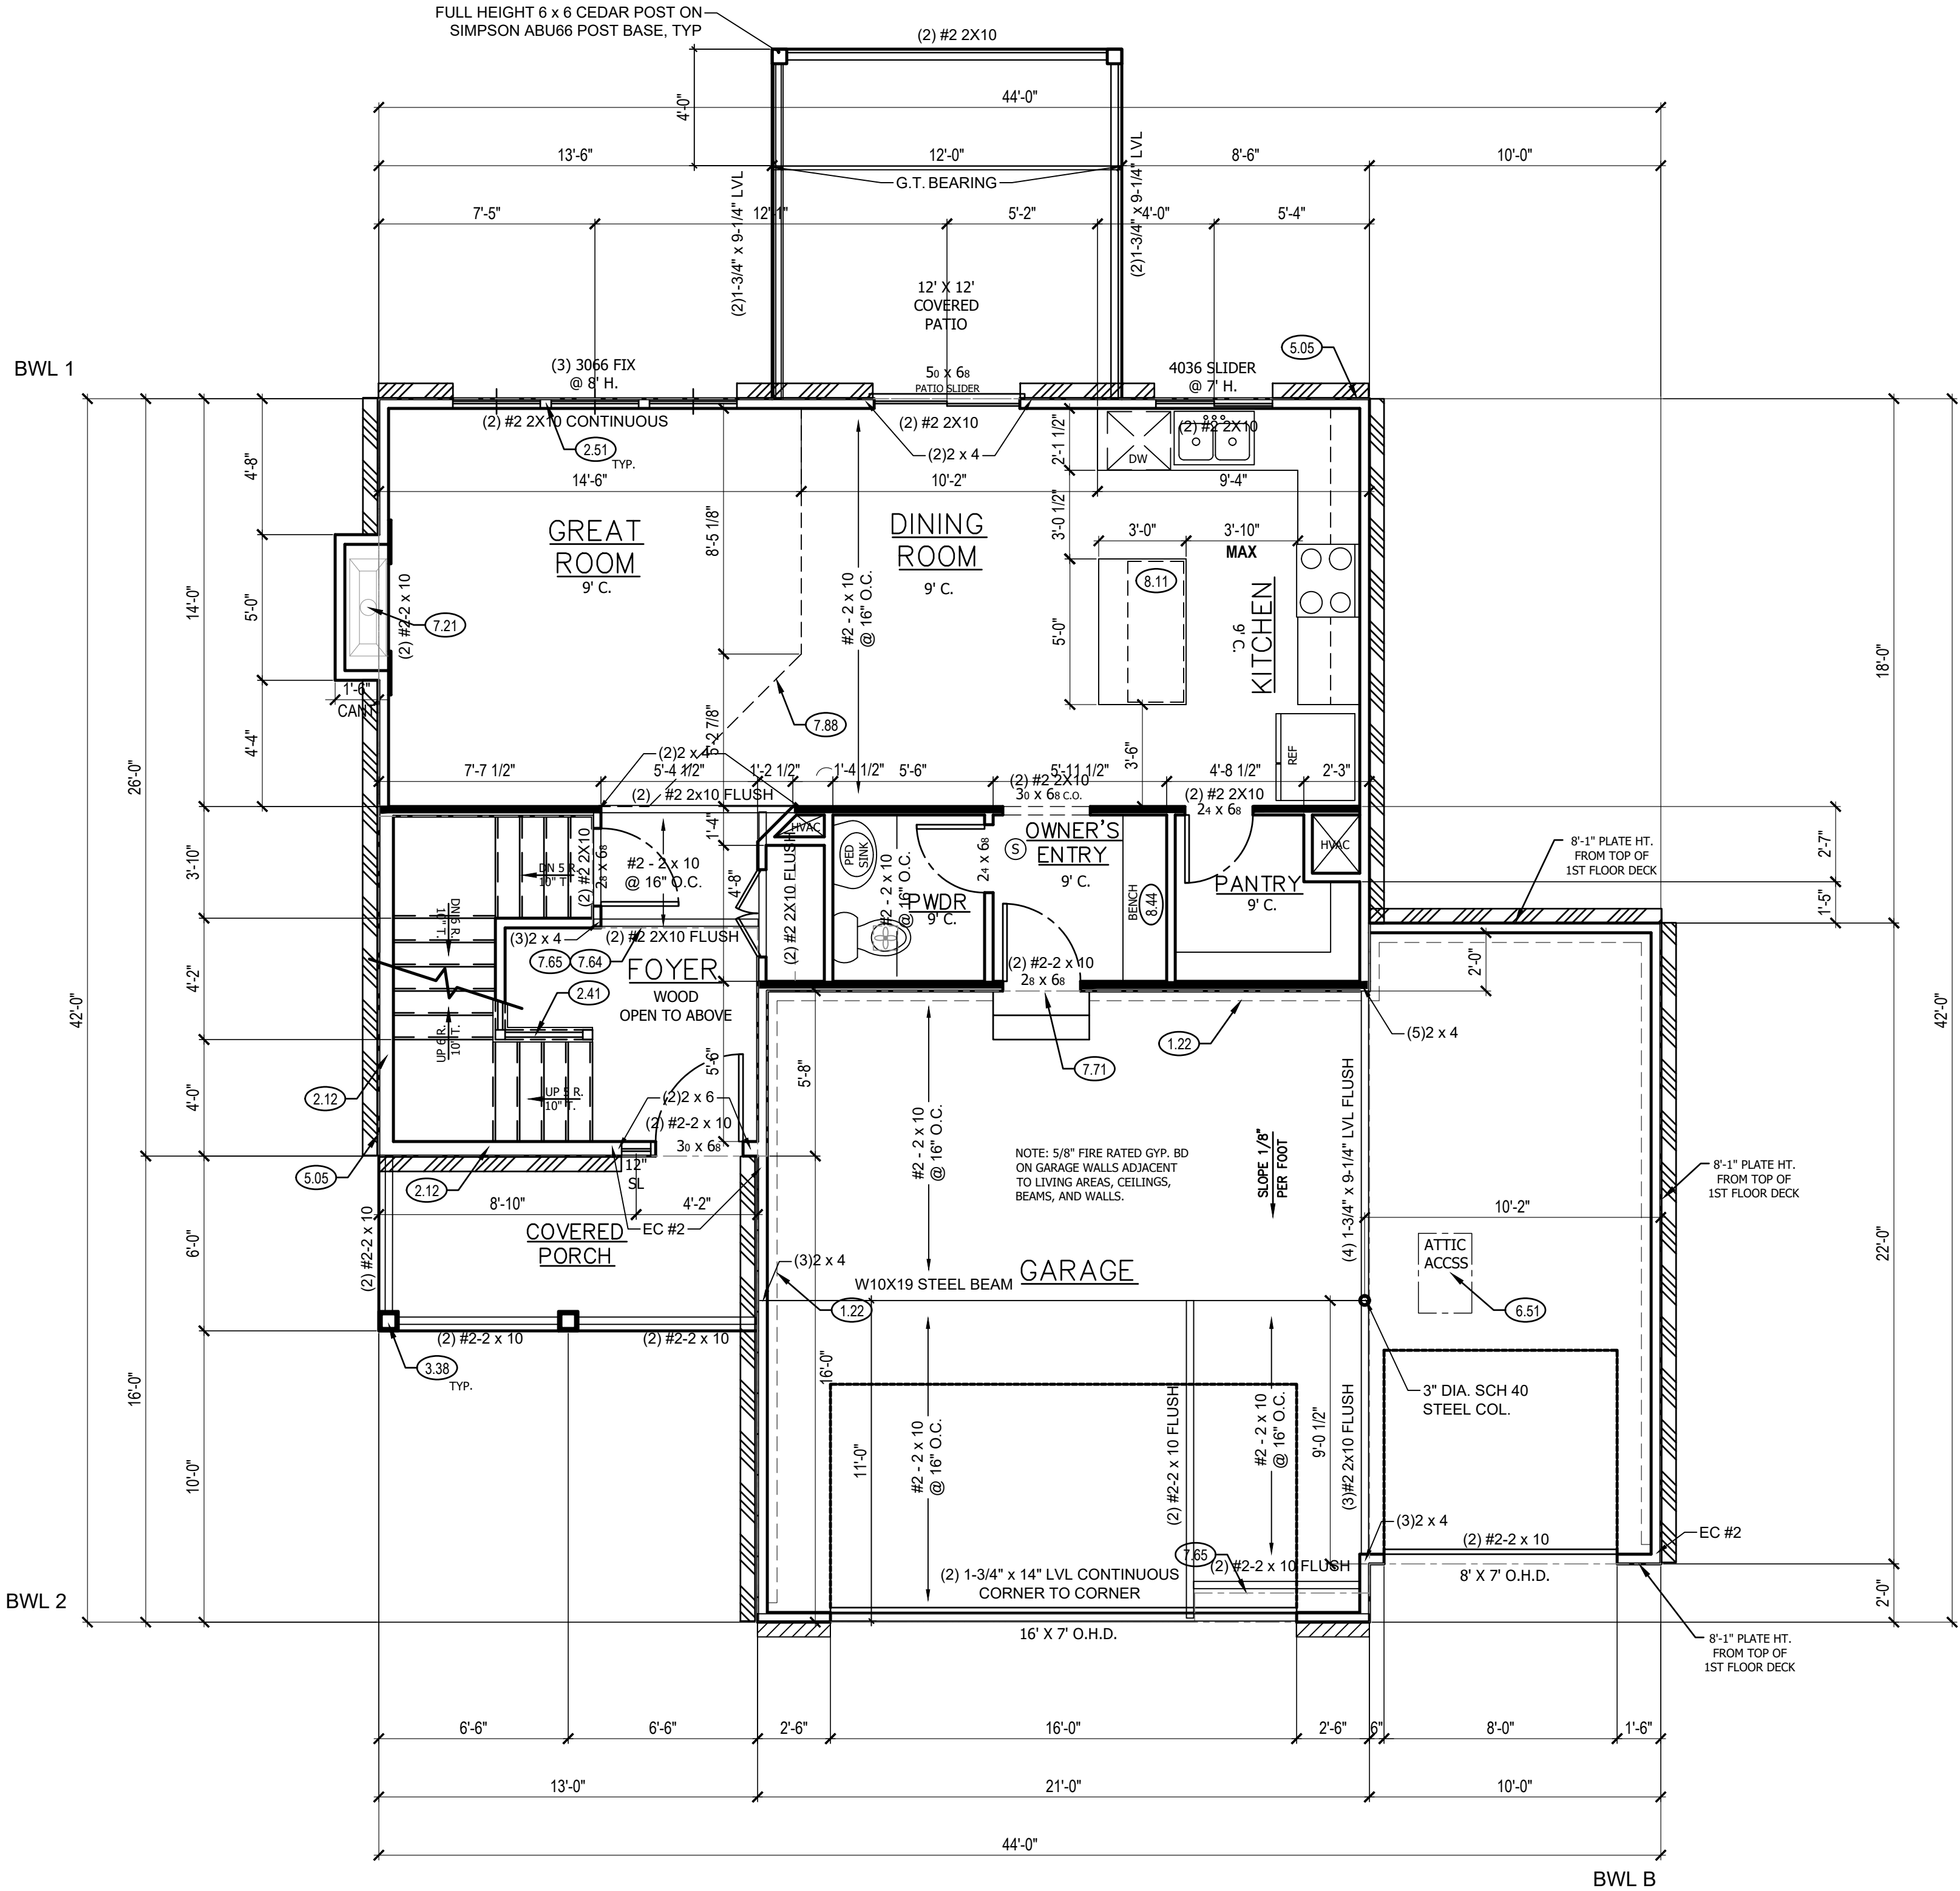 FULL HEIGHT 6 x 6 CEDAR POST ON
SIMPSON ABU66 POST BASE, TYP
(2) #2 2X10
4'-0"
44'-0"
13'-6"
12'-0"
8'-6"
10'-0"
G.T. BEARING
(2)1-3/4" x 9-1/4" LVL
(2)1-3/4" x 9-1/4" LVL
7'-5"
12'-1"
5'-2"
4'-0"
5'-4"
12' X 12'
COVERED
PATIO
BWL 1
(3) 3066 FIX
@ 8' H.
50 x 68
PATIO SLIDER
4036 SLIDER
@ 7' H.
5.05
(2) #2 2X10 CONTINUOUS
(2) #2 2X10
(2) #2 2X10
2.51
TYP.
(2)2 x 4
DW
2'-1 1/2"
4'-8"
14'-6"
10'-2"
9'-4"
GREAT
ROOM
9' C.
8'-5 1/8"
DINING
ROOM
9' C.
3'-0 1/2"
3'-0"
3'-10"
MAX
8.11
#2 - 2 x 10
@ 16" O.C.
(2) #2-2 x 10
7.21
14'-0"
5'-0"
5'-0"
KITCHEN
9' C.
18'-0"
1'-6"
CANT
7.88
5'-2 7/8"
4'-4"
26'-0"
(2)2 x 4
3'-6"
REF
7'-7 1/2"
5'-4 1/2"
1'-2 1/2"
1'-4 1/2"
5'-6"
5'-11 1/2"
4'-8 1/2"
2'-3"
(2) #2 2x10 FLUSH
(2) #2 2X10
30 x 68 C.O.
(2) #2 2X10
24 x 68
1'-4"
HVAC
PED
SINK
OWNER'S
ENTRY
9' C.
S
HVAC
8'-1" PLATE HT.
FROM TOP OF
1ST FLOOR DECK
2'-7"
3'-10"
DN 5 R.
10" T.
(2) #2 2X10
28 x 68
#2 - 2 x 10
@ 16" O.C.
4'-8"
(2) #2 2X10 FLUSH
#2 - 2 x 10
@ 16" O.C.
24 x 68
PWDR
9' C.
BENCH
8.44
PANTRY
9' C.
1'-5"
DN 5 R.
10" T.
(3)2 x 4
(2) #2 2X10 FLUSH
7.65
7.64
FOYER
WOOD
OPEN TO ABOVE
2.41
4'-2"
42'-0"
(2) #2-2 x 10
28 x 68
2'-0"
42'-0"
UP 6 R.
10" T.
1.22
(5)2 x 4
7.71
5'-6"
5'-8"
2.12
4'-0"
UP 5 R.
10" T.
(2)2 x 6
(2) #2-2 x 10
30 x 68
#2 - 2 x 10
@ 16" O.C.
(4) 1-3/4" x 9-1/4" LVL FLUSH
NOTE: 5/8" FIRE RATED GYP. BD
ON GARAGE WALLS ADJACENT
TO LIVING AREAS, CEILINGS,
BEAMS, AND WALLS.
SLOPE 1/8"
PER FOOT
8'-1" PLATE HT.
FROM TOP OF
1ST FLOOR DECK
5.05
2.12
12"
SL
8'-10"
4'-2"
10'-2"
EC #2
COVERED
PORCH
(2) #2-2 x 10
6'-0"
22'-0"
ATTIC
ACCSS
(3)2 x 4
W10X19 STEEL BEAM
GARAGE
1.22
6.51
(2) #2-2 x 10
(2) #2-2 x 10
3.38
TYP.
16'-0"
16'-0"
11'-0"
#2 - 2 x 10
@ 16" O.C.
(2) #2-2 x 10 FLUSH
#2 - 2 x 10
@ 16" O.C.
9'-0 1/2"
(3)#2 2x10 FLUSH
3" DIA. SCH 40
STEEL COL.
10'-0"
(3)2 x 4
(2) #2-2 x 10
EC #2
7.65
(2) #2-2 x 10 FLUSH
(2) 1-3/4" x 14" LVL CONTINUOUS
CORNER TO CORNER
8' X 7' O.H.D.
2'-0"
BWL 2
16' X 7' O.H.D.
8'-1" PLATE HT.
FROM TOP OF
1ST FLOOR DECK
6'-6"
6'-6"
2'-6"
16'-0"
2'-6"
6"
8'-0"
1'-6"
13'-0"
21'-0"
10'-0"
44'-0"
BWL B